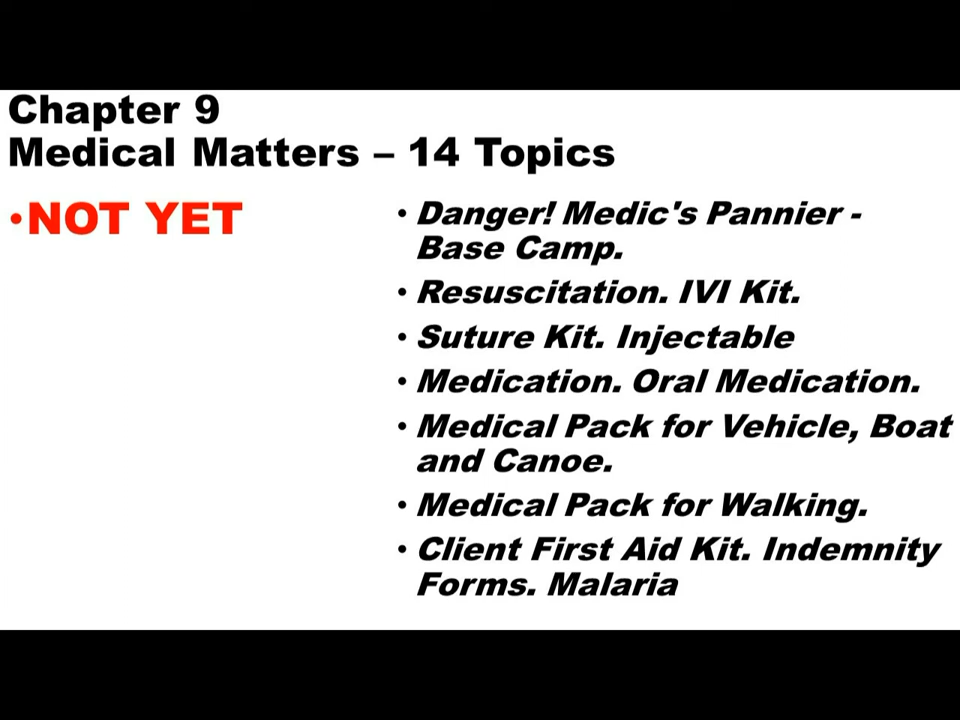 Chapter 9
Medical Matters – 14 Topics
•NOT YET
• Danger! Medic's Pannier -
Base Camp.
• Resuscitation. IVI Kit.
• Suture Kit. Injectable
• Medication. Oral Medication.
• Medical Pack for Vehicle, Boat
and Canoe.
• Medical Pack for Walking.
• Client First Aid Kit. Indemnity
Forms. Malaria